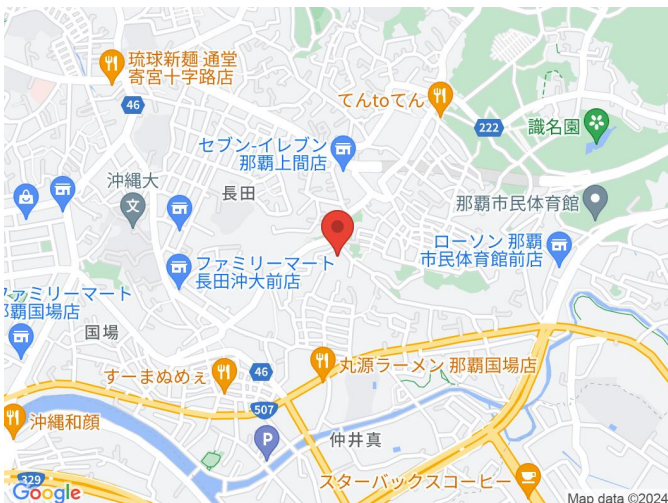 琉球新麺 通堂
寄宮十字路店
46
てんtoてん
222
識名園
セブン-イレブン
那覇上間店
沖縄大
文
長田
那覇市民体育館
ローソン 那覇
市民体育館前店
ファミリーマート
長田沖大前店
ファミリーマート
那覇国場店
国場
すーまぬめぇ
46
丸源ラーメン 那覇国場店
507
沖縄和顔
P
仲井真
329
スターバックスコーヒー
Google
Map data ©2024